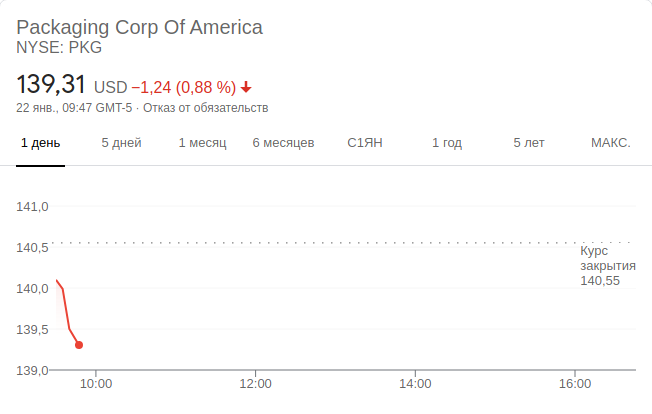 Packaging Corp Of America
NYSE: PKG
139,31 USD −1,24 (0,88 %)
22 янв., 09:47 GMT-5 · Отказ от обязательств
1 день 5 дней 1 месяц 6 месяцев С1ЯН 1 год 5 лет МАКС.
141,0
140,5
Курс
закрытия
140,55
140,0
139,5
139,0
10:00 12:00 14:00 16:00